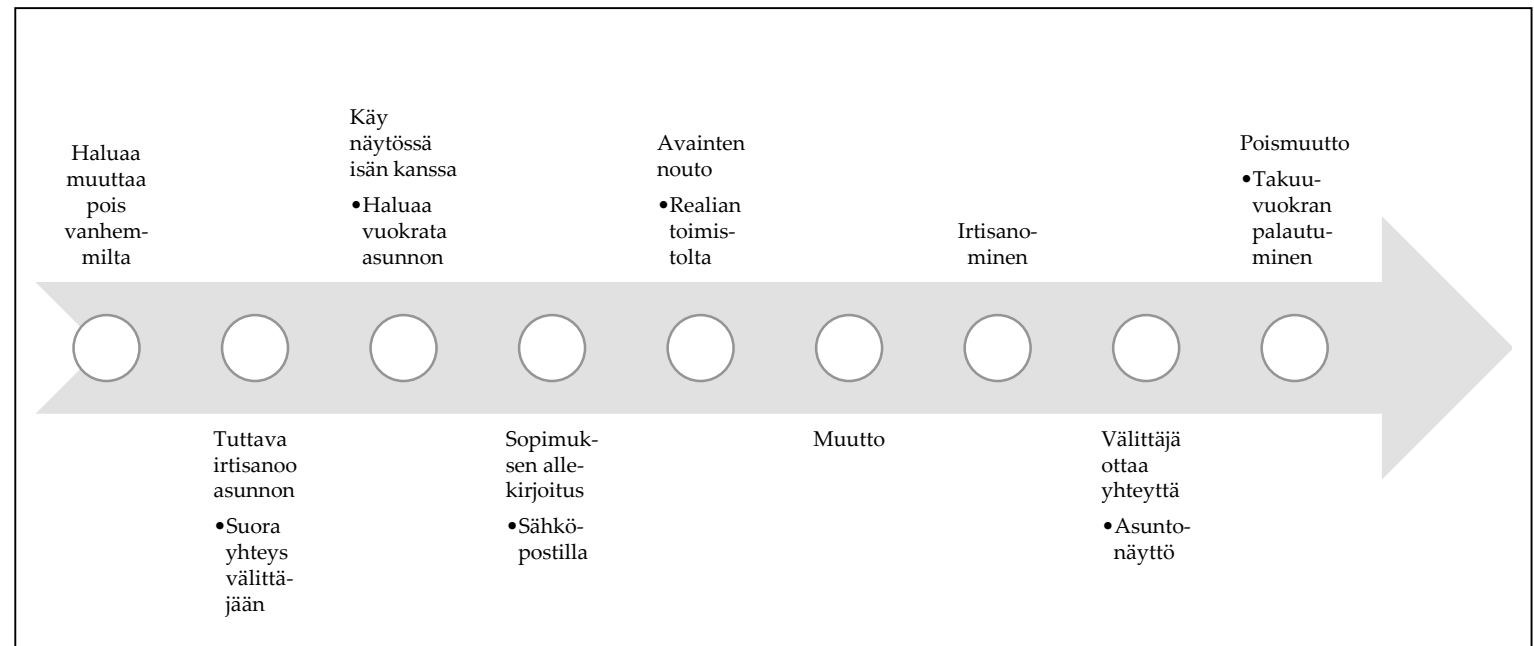 Haluaa
muuttaa
pois
vanhem-
milta
Tuttava
irtisanoo
asunnon
•Suora
yhteys
välittä-
jään
Käy
näytössä
isän kanssa
•Haluaa
vuokrata
asunnon
Sopimuk-
sen alle-
kirjoitus
•Sähkö-
postilla
Avainten
nouto
•Realian
toimis-
tolta
Muutto
Irtisano-
minen
Välittäjä
ottaa
yhteyttä
•Asunto-
näyttö
Poismuutto
•Takuu-
vuokran
palautu-
minen